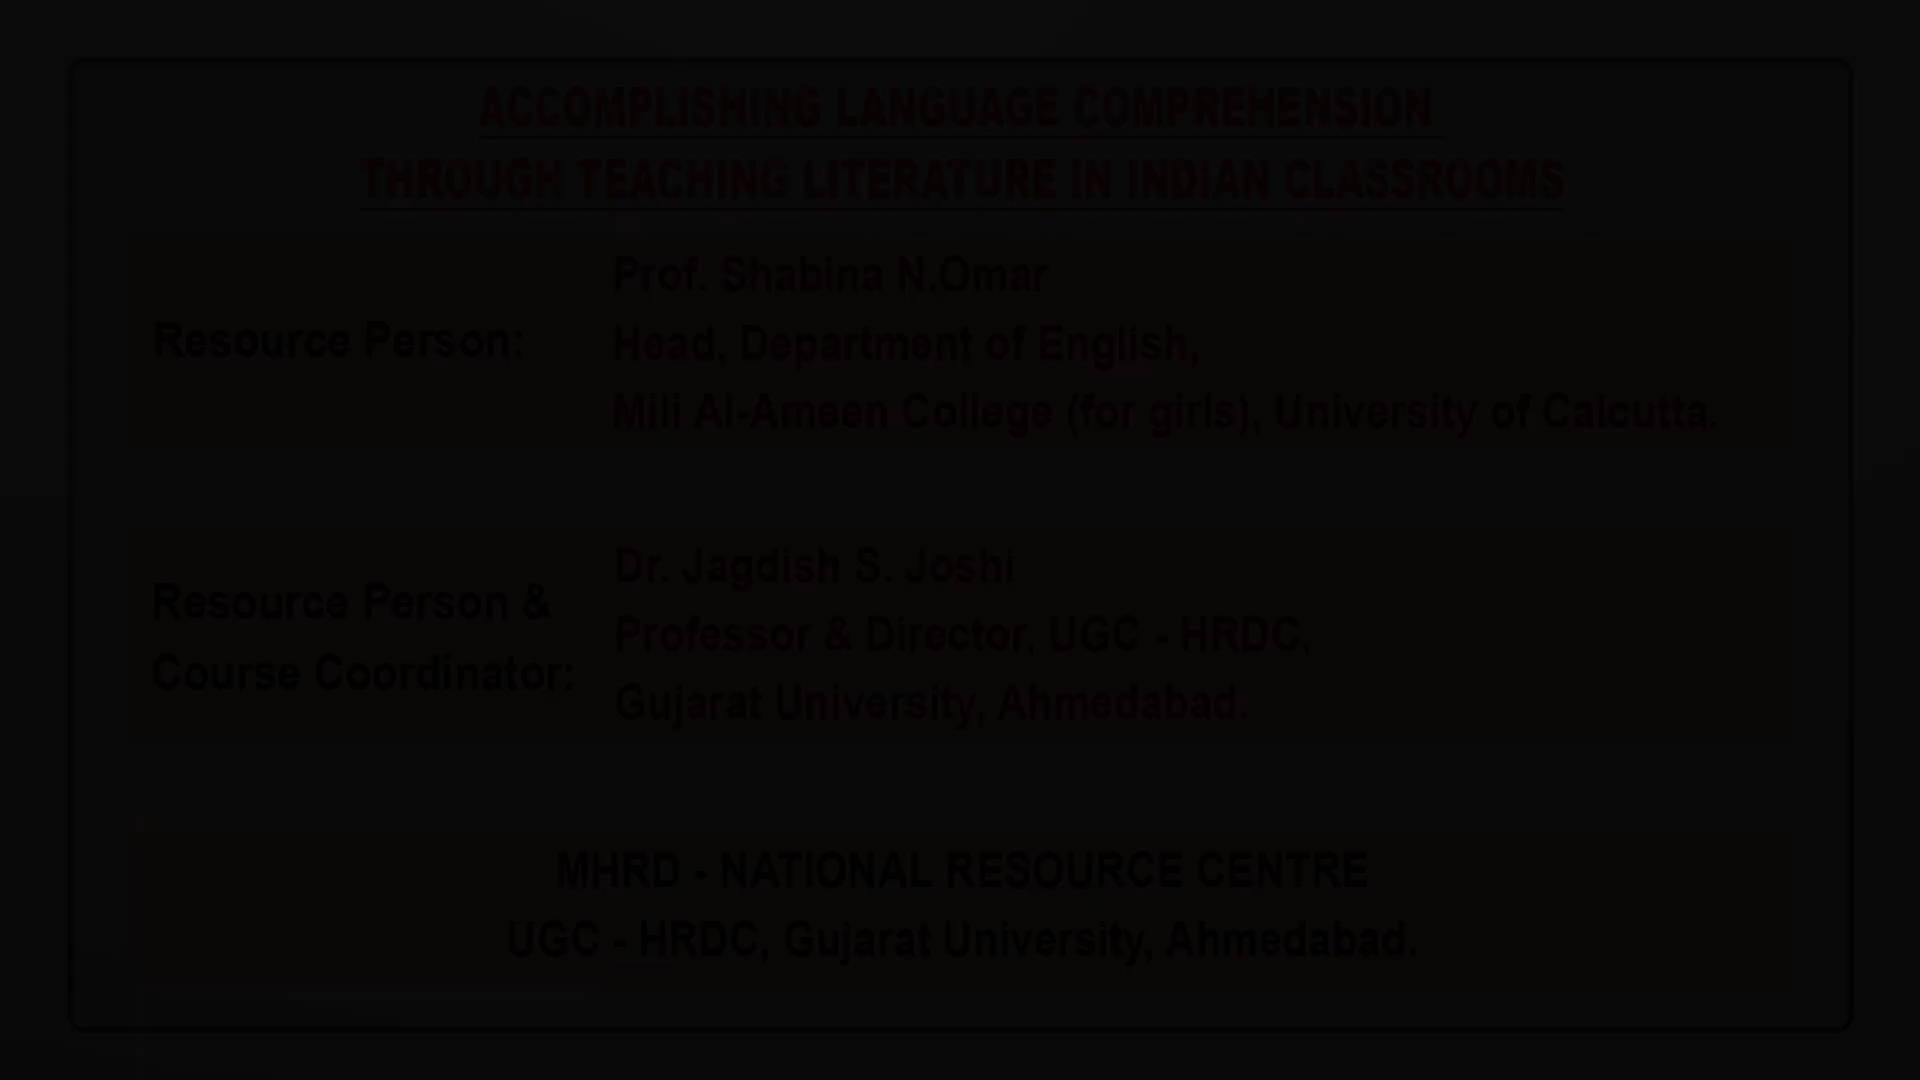 ACCOMPLISHING LANGUAGE COMPREHENSION
THROUGH TEACHING LITERATURE IN INDIAN CLASSROOMS
Resource Person:
Prof. Shabina N.Omar
Head, Department of English,
Mili Al-Ameen College (for girls), University of Calcutta.
Resource Person &
Course Coordinator:
Dr. Jagdish S. Joshi
Professor & Director, UGC - HRDC,
Gujarat University, Ahmedabad.
MHRD - NATIONAL RESOURCE CENTRE
UGC - HRDC, Gujarat University, Ahmedabad.